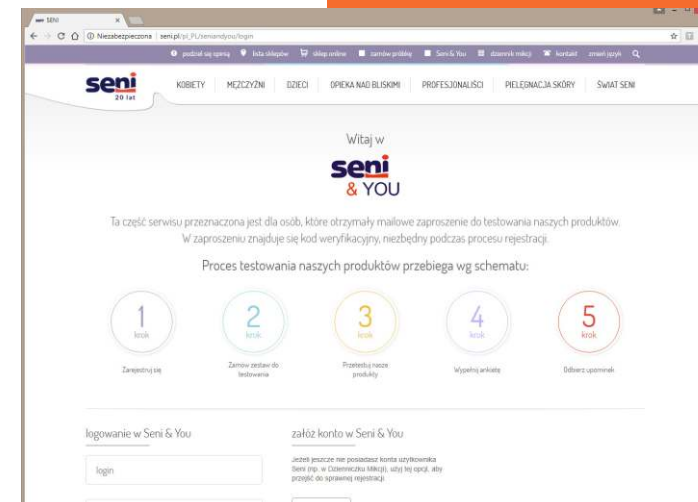 SENI
Niezabezpieczona | seni.pl/pl_PL/seniandyou/login
podziel się opinią lista sklepów sklep online zamów próbkę Seni & You dziennik mikcji kontakt zmień język
seni
20 lat
KOBIETY MĘŻCZYŹNI DZIECI OPIEKA NAD BLISKIMI PROFESJONALIŚCI PIELĘGNACJA SKÓRY ŚWIAT SENI
Witaj w
seni
& YOU
Ta część serwisu przeznaczona jest dla osób, które otrzymały mailowe zaproszenie do testowania naszych produktów.
W zaproszeniu znajduje się kod weryfikacyjny, niezbędny podczas procesu rejestracji.
Proces testowania naszych produktów przebiega wg schematu:
1 2 3 4 5
krok krok krok krok krok
Zarejestruj się
Zamów zestaw do
testowania
Przetestuj nasze
produkty
Wypełnij ankietę
Odbierz upominek
logowanie w Seni & You
login
załóż konto w Seni & You
Jeżeli jeszcze nie posiadasz konta użytkownika
Seni (np. w Dzienniczku Mikcji), użyj tej opcji, aby
przejść do sprawnej rejestracji.